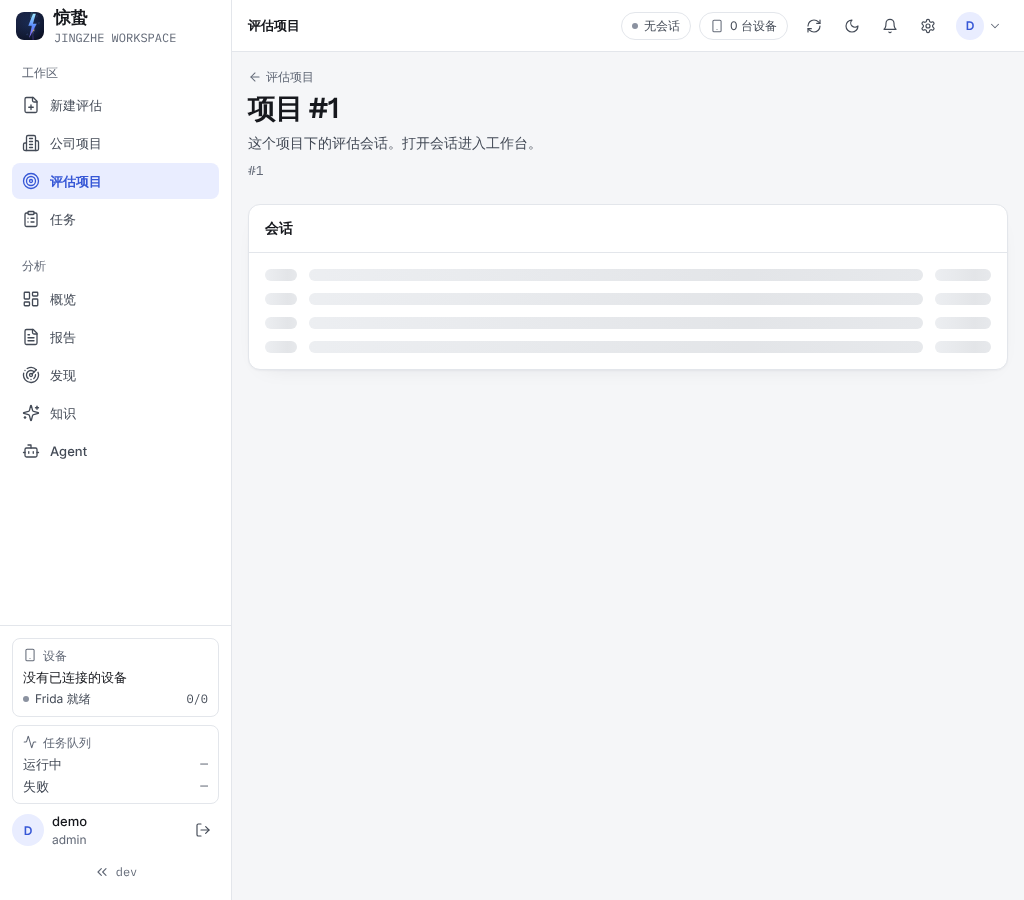 惊蛰
JINGZHE WORKSPACE
工作区
新建评估
公司项目
评估项目
任务
分析
概览
报告
发现
知识
Agent
设备
没有已连接的设备
Frida 就绪 0/0
任务队列
运行中 —
失败 —
D
demo
admin
dev
评估项目
无会话
0 台设备
D
评估项目
项目 #1
这个项目下的评估会话。打开会话进入工作台。
#1
会话